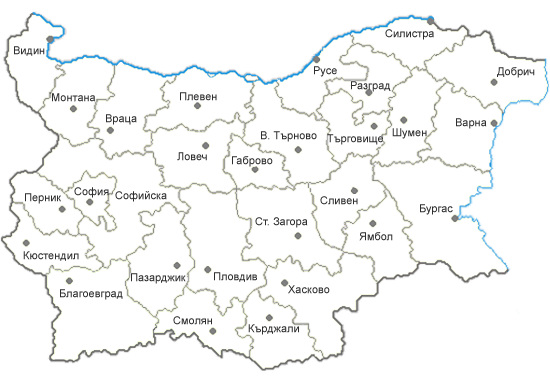 Силистра
Видин
Русе
Добрич
Разград
Монтана
Плевен
Враца
Варна
В. Търново
Търговище
Шумен
Ловеч
Габрово
София
Софийска
Перник
Сливен
Бургас
Ст. Загора
Ямбол
Кюстендил
Пазарджик
Пловдив
Благоевград
Хасково
Смолян
Кърджали